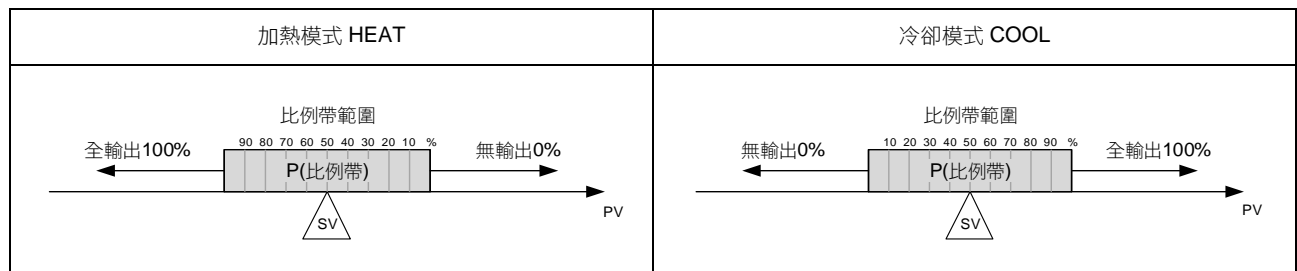 加熱模式 HEAT
冷卻模式 COOL
比例帶範圍
全輸出100%
90 80 70 60 50 40 30 20 10 %
無輸出0%
P(比例帶)
SV
PV
比例帶範圍
無輸出0%
10 20 30 40 50 60 70 80 90 %
全輸出100%
P(比例帶)
SV
PV